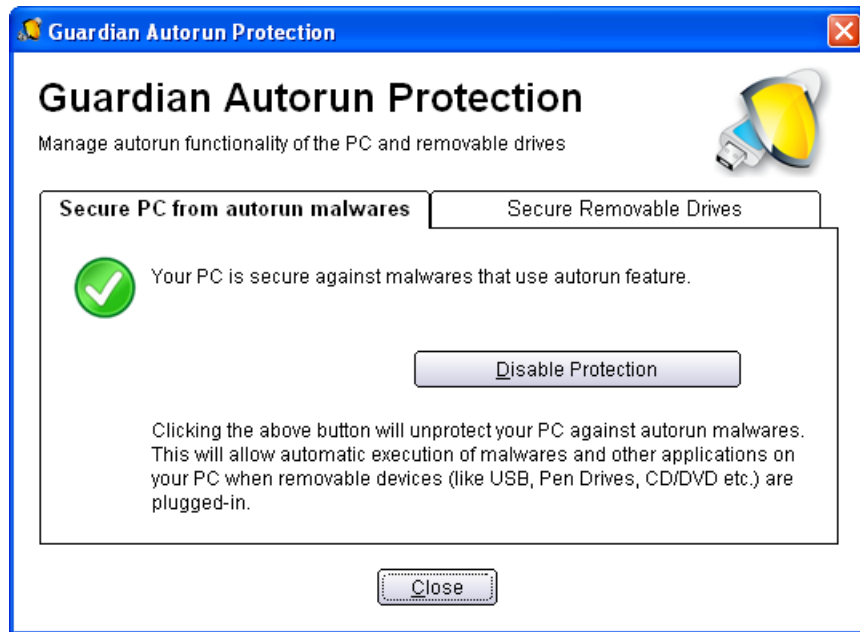 Guardian Autorun Protection
Guardian Autorun Protection
Manage autorun functionality of the PC and removable drives
Secure PC from autorun malwares
Secure Removable Drives
Your PC is secure against malwares that use autorun feature.
Disable Protection
Clicking the above button will unprotect your PC against autorun malwares.
This will allow automatic execution of malwares and other applications on
your PC when removable devices (like USB, Pen Drives, CD/DVD etc.) are
plugged-in.
Close